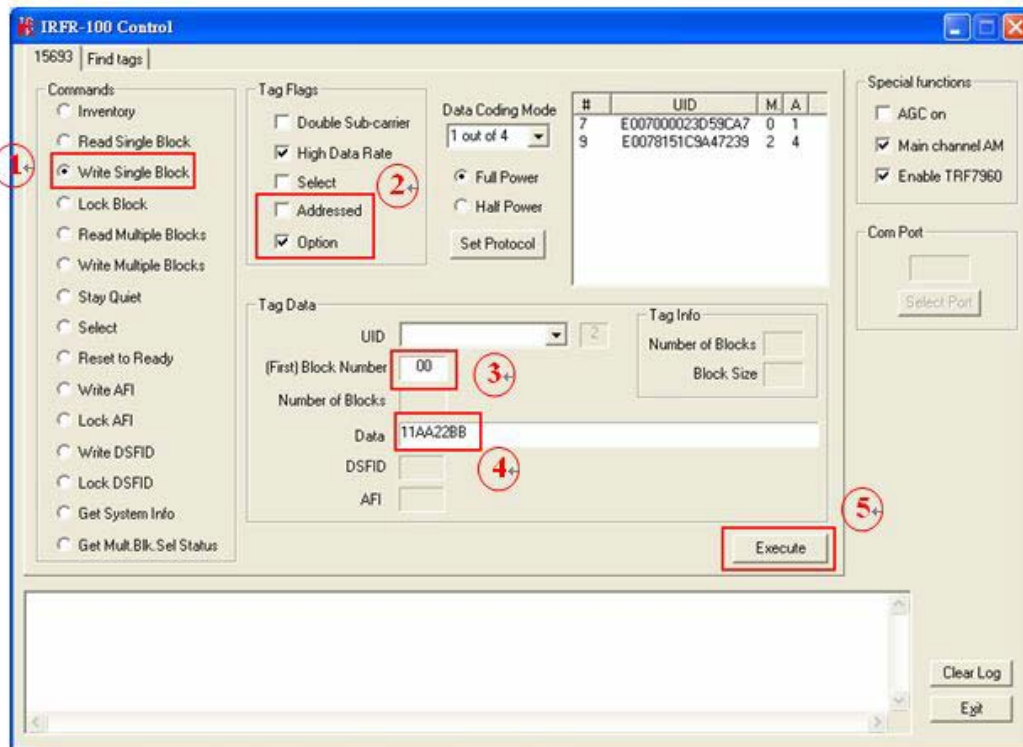 IRFR-100 Control
15693
Find tags
Commands
Inventory
Read Single Block
1
Write Single Block
Lock Block
Read Multiple Blocks
Write Multiple Blocks
Stay Quiet
Select
Reset to Ready
Write AFI
Lock AFI
Write DSFID
Lock DSFID
Get System Info
Get Mult.Blk.Sel Status
Tag Flags
Double Sub-carrier
High Data Rate
Select
2
Addressed
Option
Data Coding Mode
1 out of 4
Full Power
Half Power
Set Protocol
# UID M. A
7 E007000023D59CA7 0 1
9 E0078151C9A47239 2 4
Tag Data
UID
2
(First) Block Number 00
3
Number of Blocks
Data 11AA22BB
4
DSFID
AFI
Tag Info
Number of Blocks
Block Size
5
Execute
Special functions
AGC on
Main channel AM
Enable TRF7960
Com Port
Select Port
Clear Log
Exit